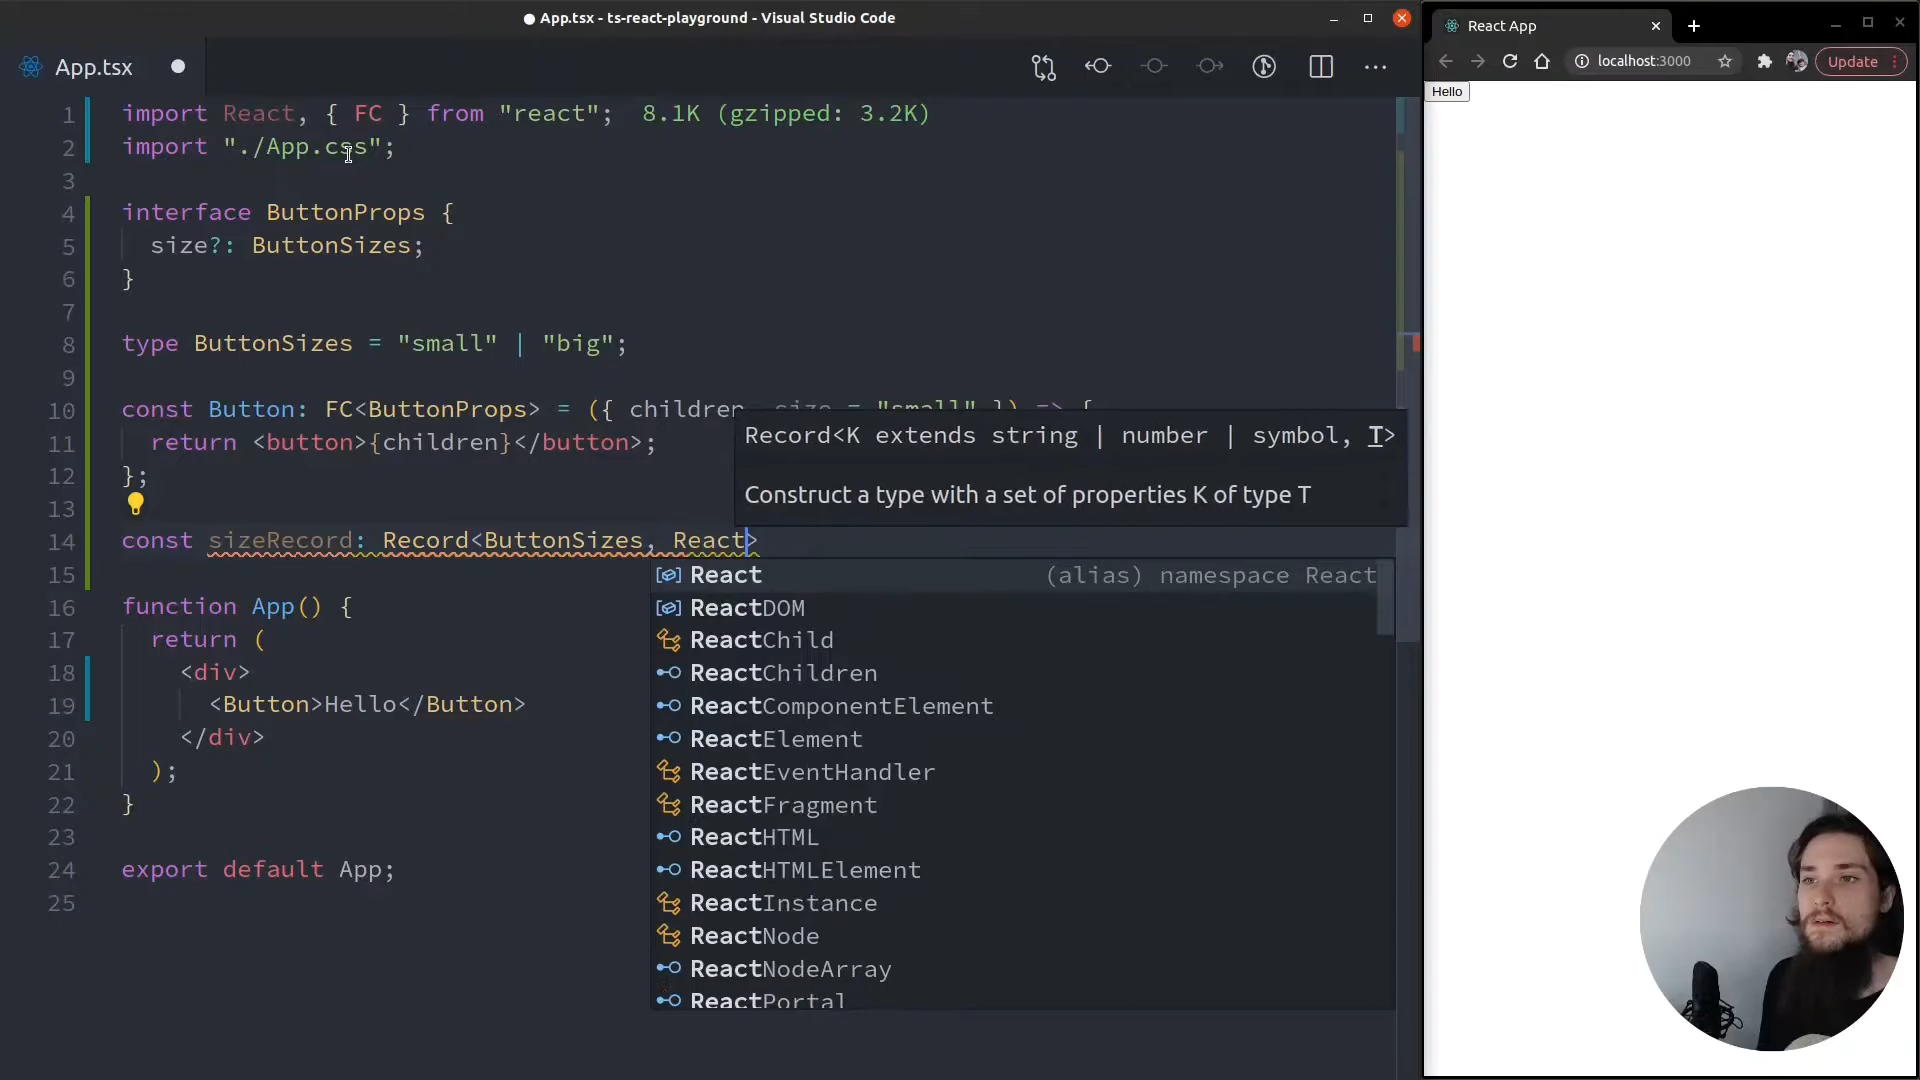 App.tsx - ts-react-playground - Visual Studio Code
App.tsx
1 import React, { FC } from "react"; 8.1K (gzipped: 3.2K)
2 import "./App.css";
3
4 interface ButtonProps {
5 size?: ButtonSizes;
6 }
7
8 type ButtonSizes = "small" | "big";
9
10 const Button: FC<ButtonProps> = ({ children, size = "small" }) => {
11 return <button>{children}</button>;
12 };
13
14 const sizeRecord: Record<ButtonSizes, React>
15
16 function App() {
17 return (
18 <div>
19 <Button>Hello</Button>
20 </div>
21 );
22 }
23
24 export default App;
25
Record<K extends string | number | symbol, T>
Construct a type with a set of properties K of type T
React (alias) namespace React
ReactDOM
ReactChild
ReactChildren
ReactComponentElement
ReactElement
ReactEventHandler
ReactFragment
ReactHTML
ReactHTMLElement
ReactInstance
ReactNode
ReactNodeArray
ReactPortal
React App
localhost:3000
Update
Hello